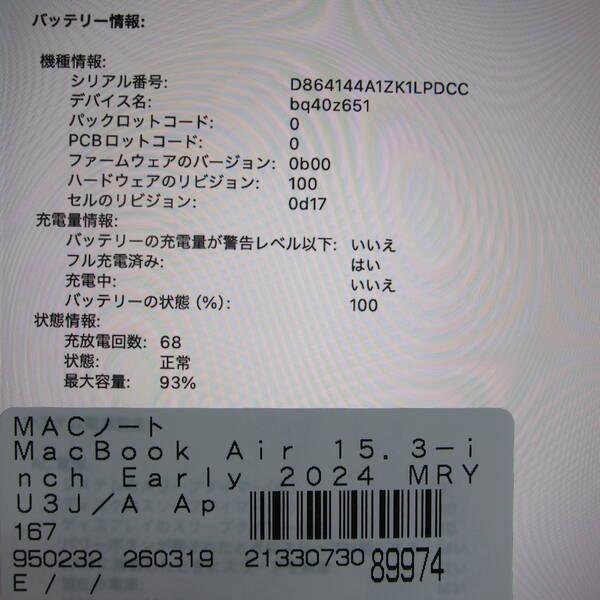 バッテリー情報:
機種情報:
シリアル番号: D864144A1ZK1LPDCC
デバイス名: bq40z651
パックロットコード: 0
PCBロットコード: 0
ファームウェアのバージョン: 0b00
ハードウェアのリビジョン: 100
セルのリビジョン: 0d17
充電量情報:
バッテリーの充電量が警告レベル以下: いいえ
フル充電済み: はい
充電中: いいえ
バッテリーの状態 (%): 100
状態情報:
充放電回数: 68
状態: 正常
最大容量: 93%
MACノート
MacBook Air 15.3-i
nch Early 2024 MRY
U3J/A Ap
167
950232 260319 21330730 89974
E / /